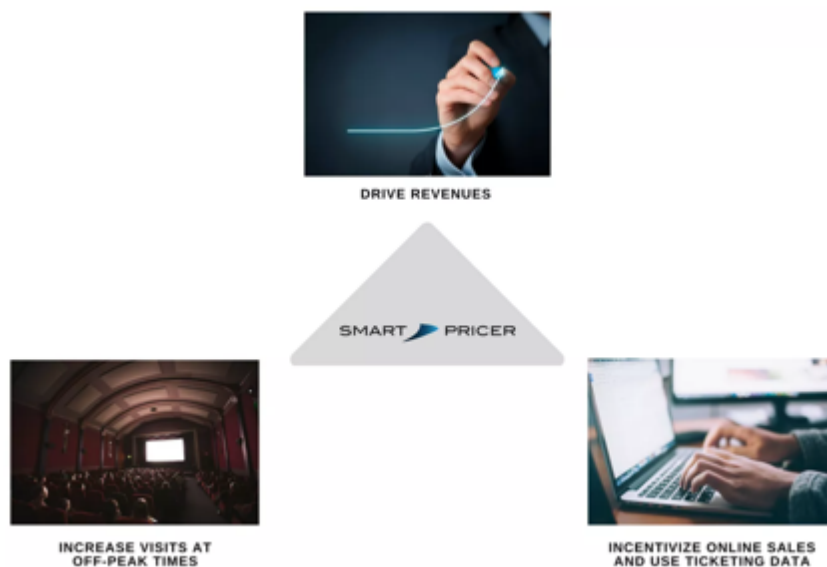 DRIVE REVENUES
SMART PRICER
INCREASE VISITS AT
OFF-PEAK TIMES
INCENTIVIZE ONLINE SALES
AND USE TICKETING DATA